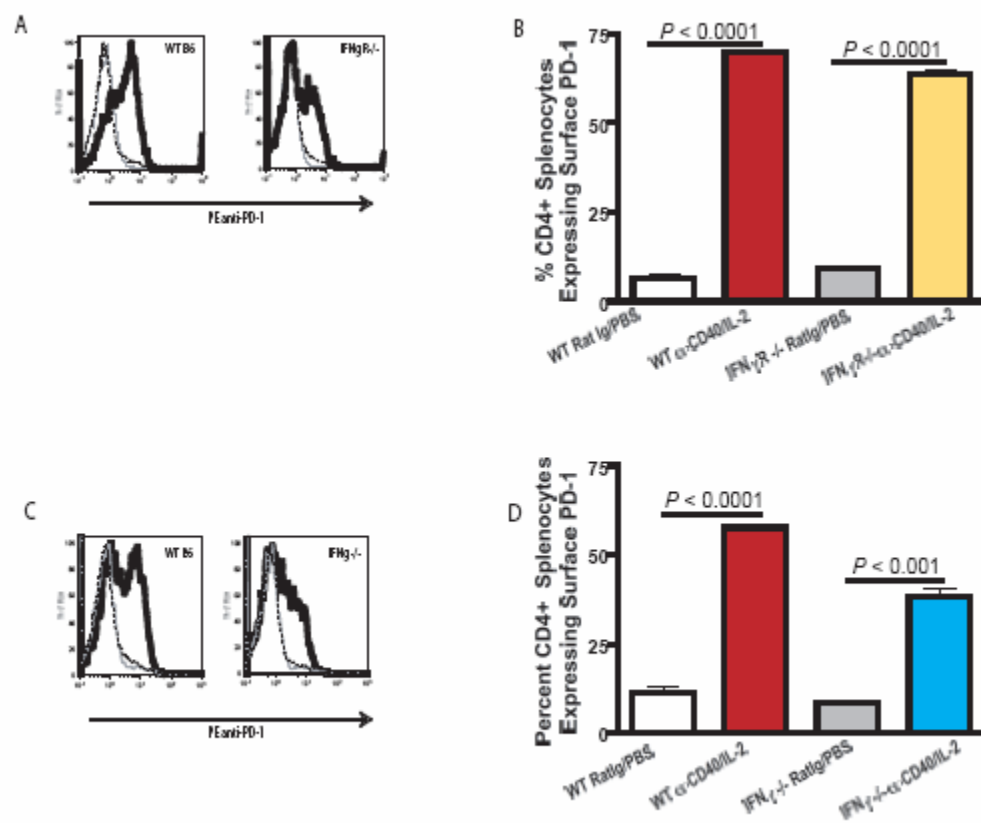 A
WT B6
IFNgR-/-
PE anti-PD-1
B
% CD4+ Splenocytes
Expressing Surface PD-1
75
50
25
0
P < 0.0001
P < 0.0001
WT Rat Ig/PBS
WT α-CD40/IL-2
IFNγR -/- RatIg/PBS
IFNγR-/-α-CD40/IL-2
C
WT B6
IFNg-/-
PE anti-PD-1
D
Percent CD4+ Splenocytes
Expressing Surface PD-1
75
50
25
0
P < 0.0001
P < 0.001
WT RatIg/PBS
WT α-CD40/IL-2
IFNγ -/- RatIg/PBS
IFNγ-/-α-CD40/IL-2